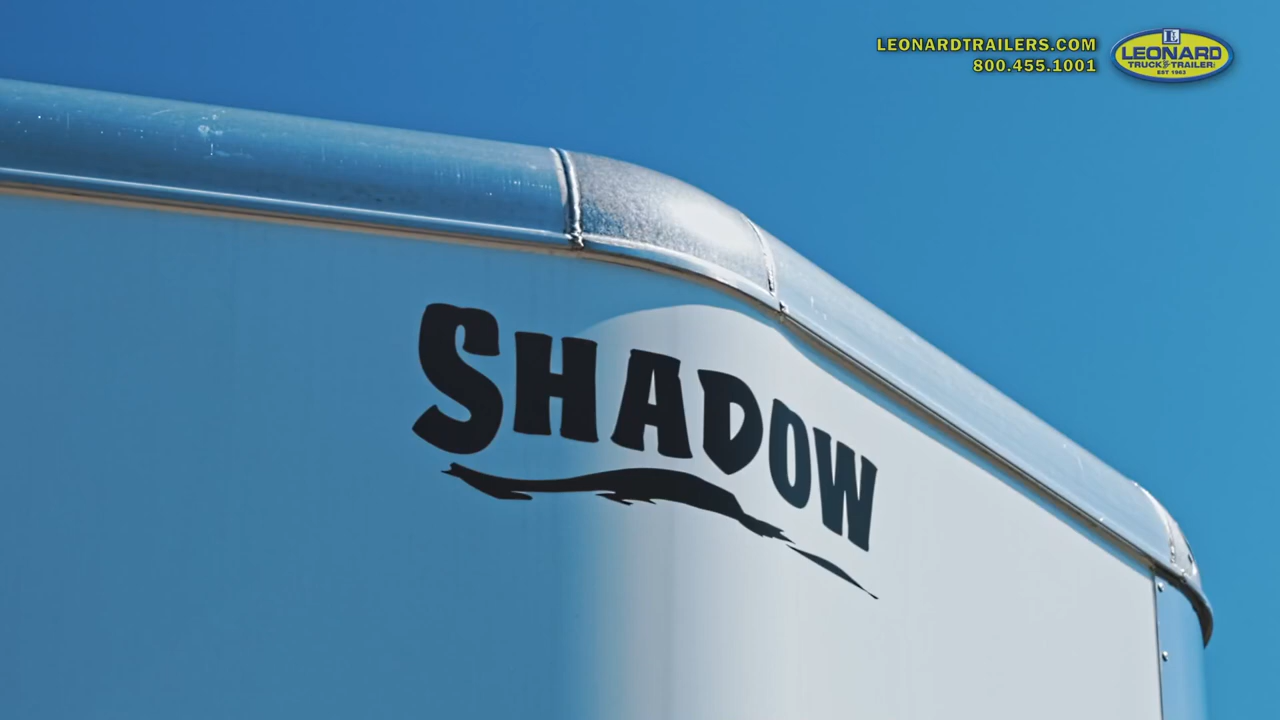 LEONARDTRAILERS.COM
800.455.1001
L
LEONARD
TRUCK & TRAILER
EST 1963
SHADOW